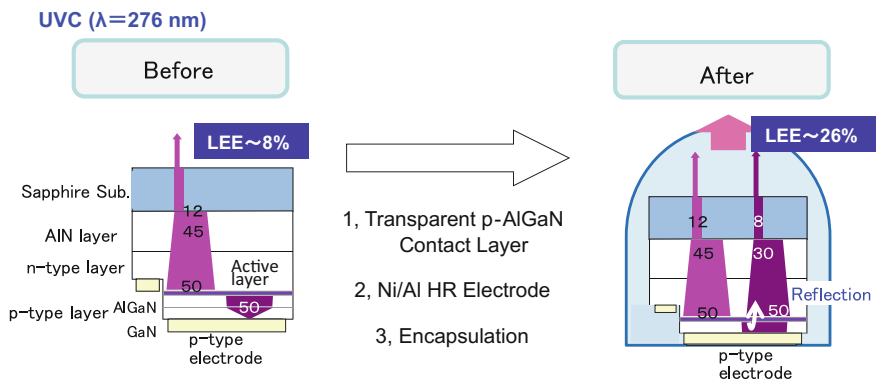 UVC (λ=276 nm)
Before
After
LEE～8%
LEE～26%
Sapphire Sub.
12
AlN layer
45
n-type layer
50
Active
layer
p-type layer
AlGaN
50
GaN
p-type
electrode
1, Transparent p-AlGaN
Contact Layer
2, Ni/Al HR Electrode
3, Encapsulation
12
8
45
30
50
50
Reflection
p-type
electrode